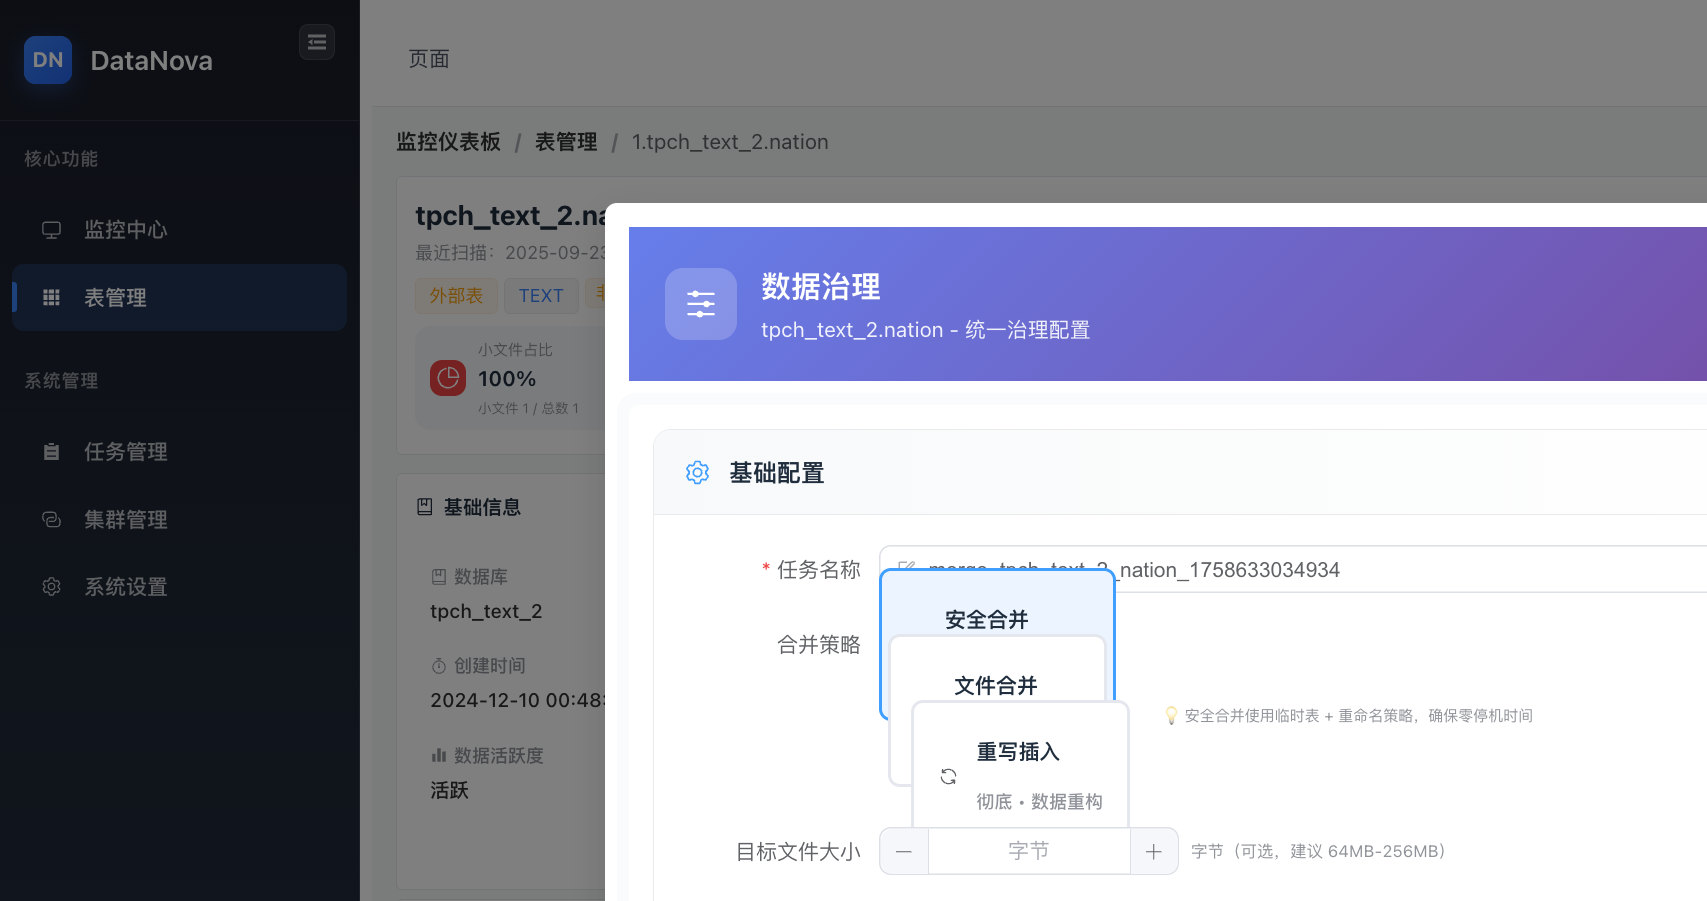 DN
DataNova
核心功能
监控中心
表管理
系统管理
任务管理
集群管理
系统设置
页面
监控仪表板 / 表管理 / 1.tpch_text_2.nation
tpch_text_2.na
最近扫描：2025-09-23
外部表 TEXT
小文件占比
100%
小文件 1 / 总数 1
基础信息
数据库
tpch_text_2
创建时间
2024-12-10 00:48:
数据活跃度
活跃
数据治理
tpch_text_2.nation - 统一治理配置
基础配置
* 任务名称 merge_tpch_text_2_nation_1758633034934
合并策略
安全合并
文件合并
重写插入
彻底 • 数据重构
💡 安全合并使用临时表 + 重命名策略，确保零停机时间
目标文件大小 字节 字节（可选，建议 64MB-256MB）